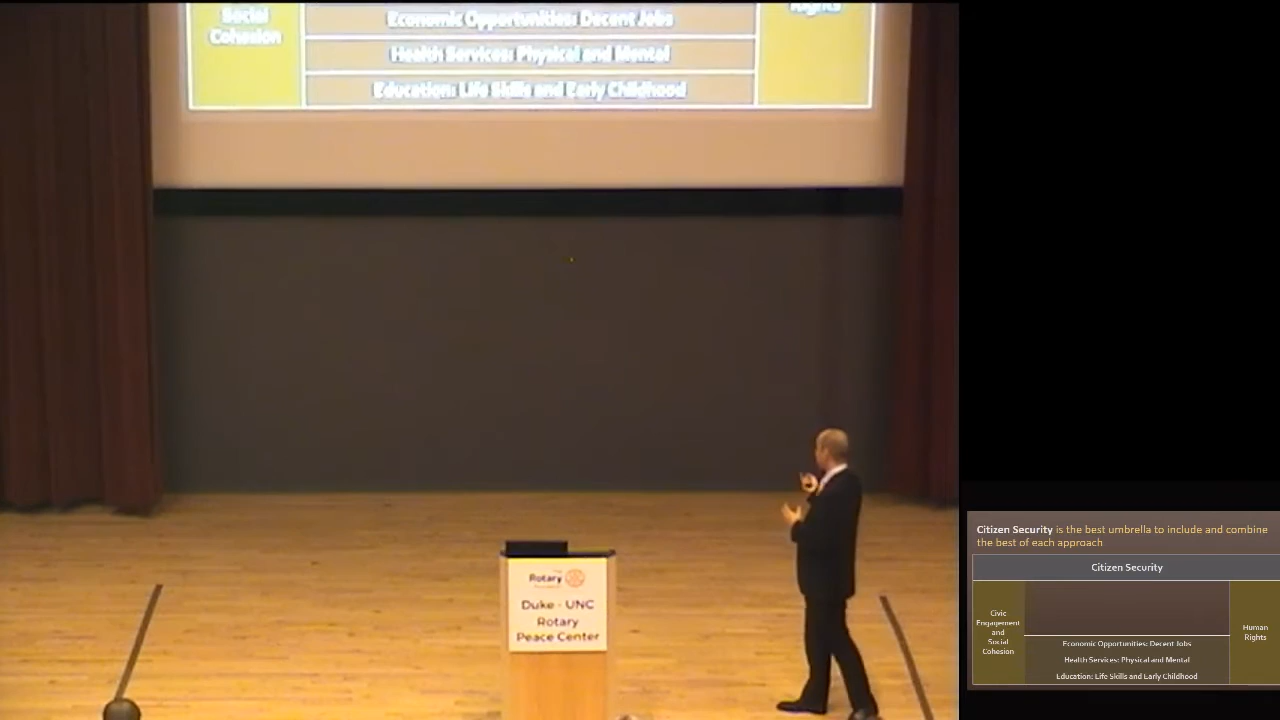 Social
Cohesion
Economic Opportunities: Decent Jobs
Health Services: Physical and Mental
Education: Life Skills and Early Childhood
Rights
Rotary
Duke - UNC
Rotary
Peace Center
Citizen Security is the best umbrella to include and combine
the best of each approach
Citizen Security
Civic
Engagement
and
Social
Cohesion
Economic Opportunities: Decent Jobs
Health Services: Physical and Mental
Education: Life Skills and Early Childhood
Human
Rights